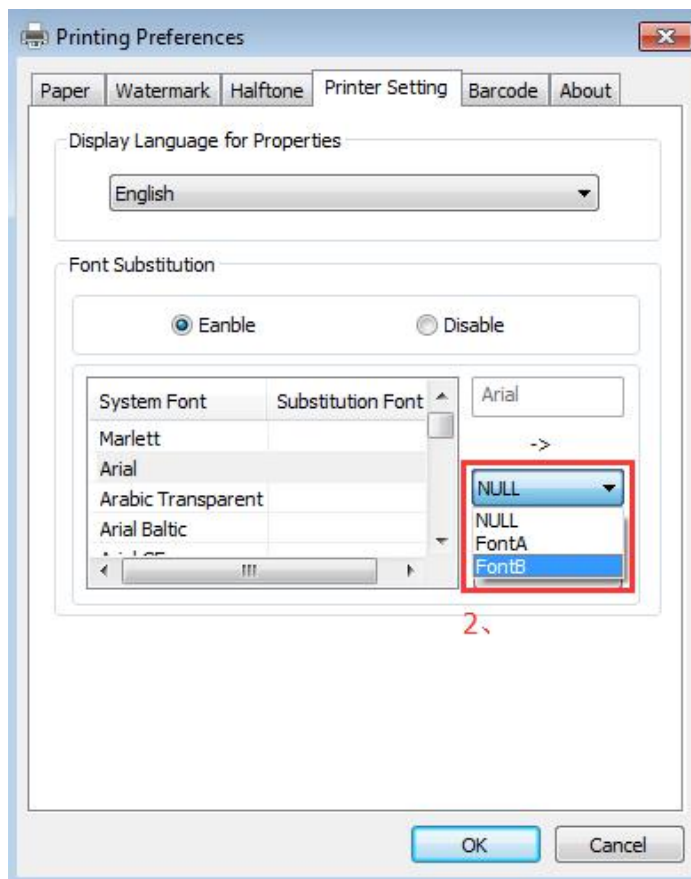 Printing Preferences
Paper Watermark Halftone Printer Setting Barcode About
Display Language for Properties
English
Font Substitution
Eanble Disable
System Font Substitution Font
Marlett
Arial
Arabic Transparent
Arial Baltic
Arial
->
NULL
NULL
FontA
FontB
2、
OK Cancel